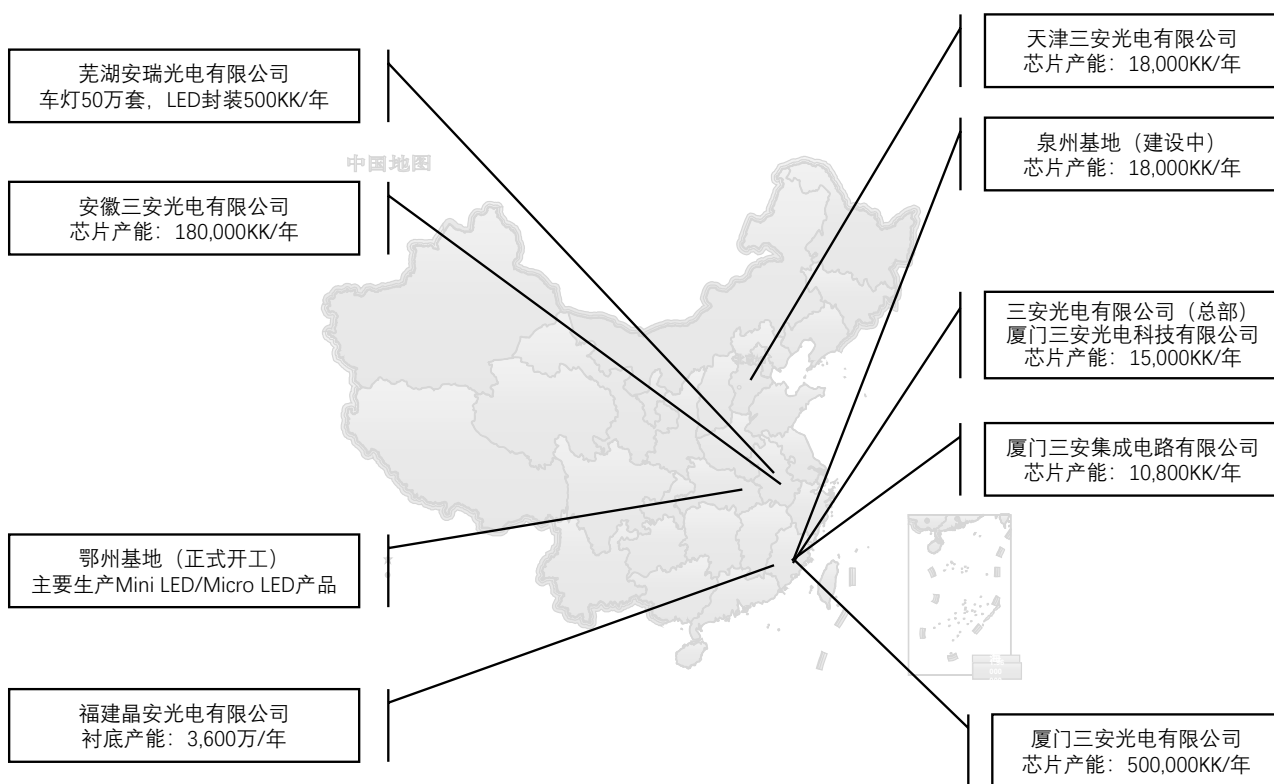 芜湖安瑞光电有限公司
车灯50万套，LED封装500KK/年
中国地图
安徽三安光电有限公司
芯片产能：180,000KK/年
鄂州基地（正式开工）
主要生产Mini LED/Micro LED产品
福建晶安光电有限公司
衬底产能：3,600万/年
天津三安光电有限公司
芯片产能：18,000KK/年
泉州基地（建设中）
芯片产能：18,000KK/年
三安光电有限公司（总部）
厦门三安光电科技有限公司
芯片产能：15,000KK/年
厦门三安集成电路有限公司
芯片产能：10,800KK/年
厦门三安光电有限公司
芯片产能：500,000KK/年